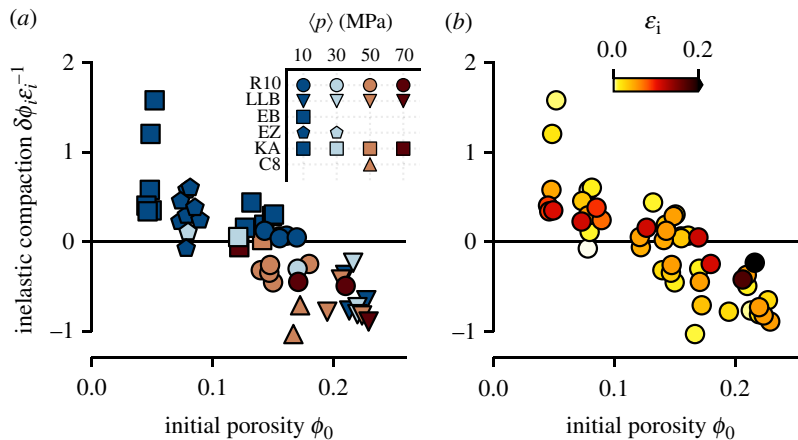 (a)
⟨p⟩ (MPa)
10 30 50 70
R10
LLB
EB
EZ
KA
C8
2
1
0
−1
inelastic compaction δϕiεi−1
0.0 0.1 0.2
initial porosity ϕ0
(b)
εi
0.0 0.2
2
1
0
−1
0.0 0.1 0.2
initial porosity ϕ0